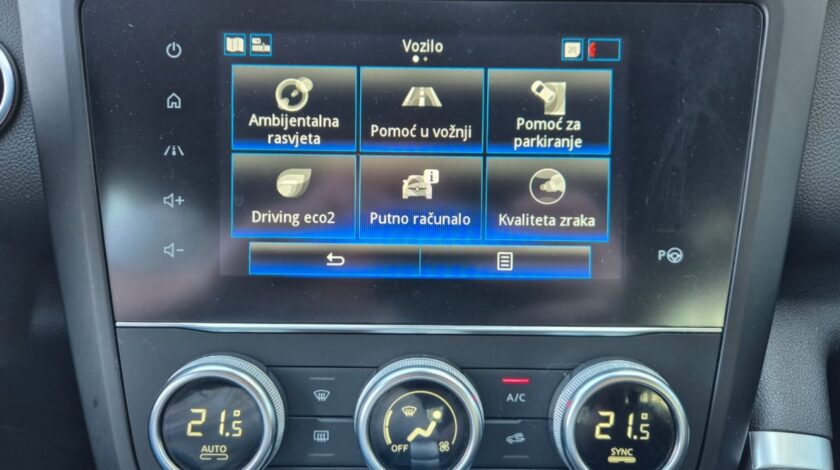 Vozilo
20
Ambijentalna
rasvjeta
Pomoć u vožnji
Pomoć za
parkiranje
Driving eco2
Putno računalo
Kvaliteta zraka
P
A/C
21.5
AUTO
OFF
21.5
SYNC